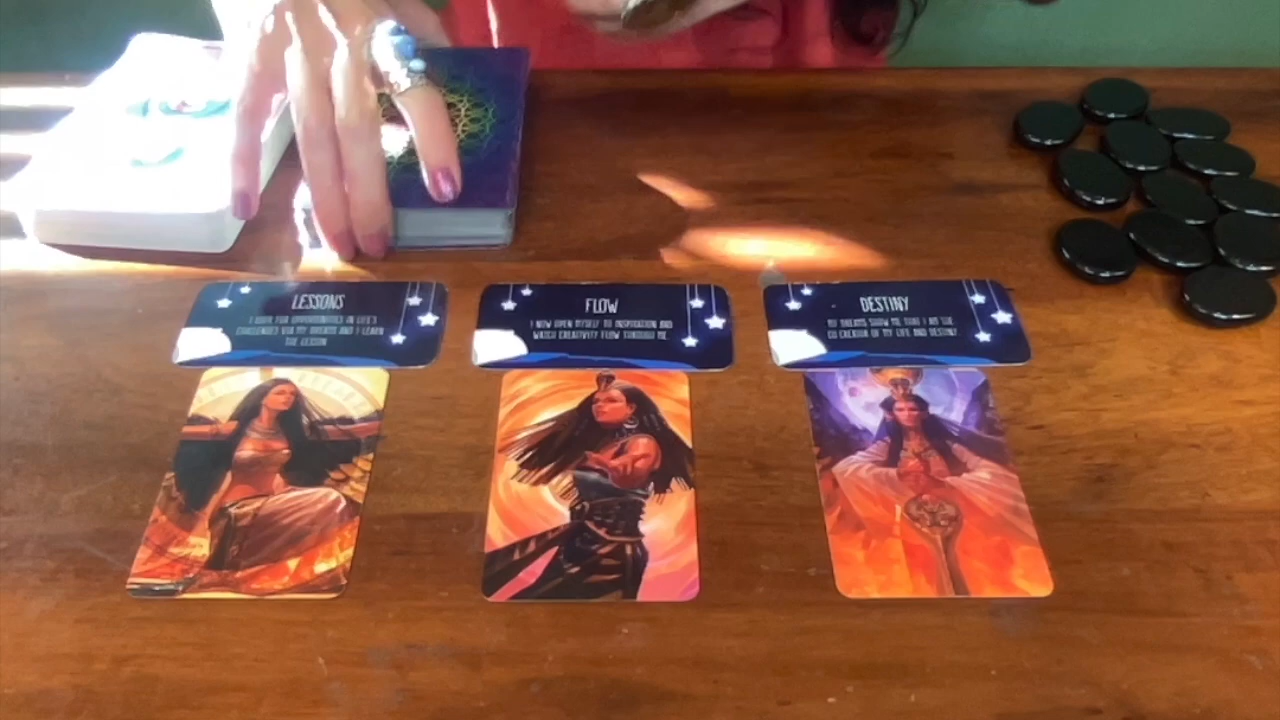 LESSONS
I LOOK FOR OPPORTUNITIES IN LIFE'S
CHALLENGES VIA MY DREAMS AND I LEARN
THE LESSON
FLOW
I NOW OPEN MYSELF TO INSPIRATION AND
WATCH CREATIVITY FLOW THROUGH ME.
DESTINY
MY DREAMS SHOW ME THAT I AM THE
CO CREATOR OF MY LIFE AND DESTINY